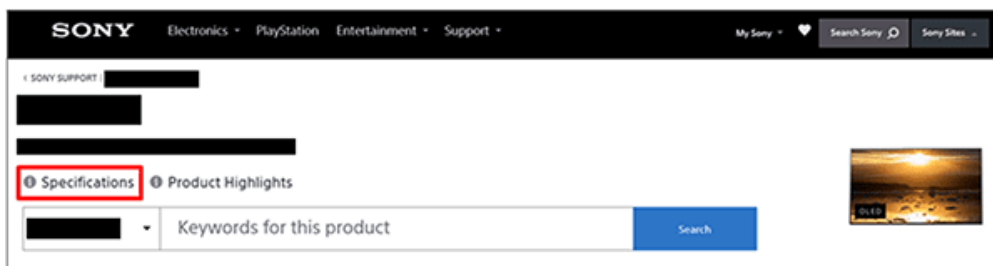 SONY Electronics PlayStation Entertainment Support My Sony Search Sony Sony Sites
< SONY SUPPORT |
Specifications Product Highlights
OLED
Keywords for this product Search